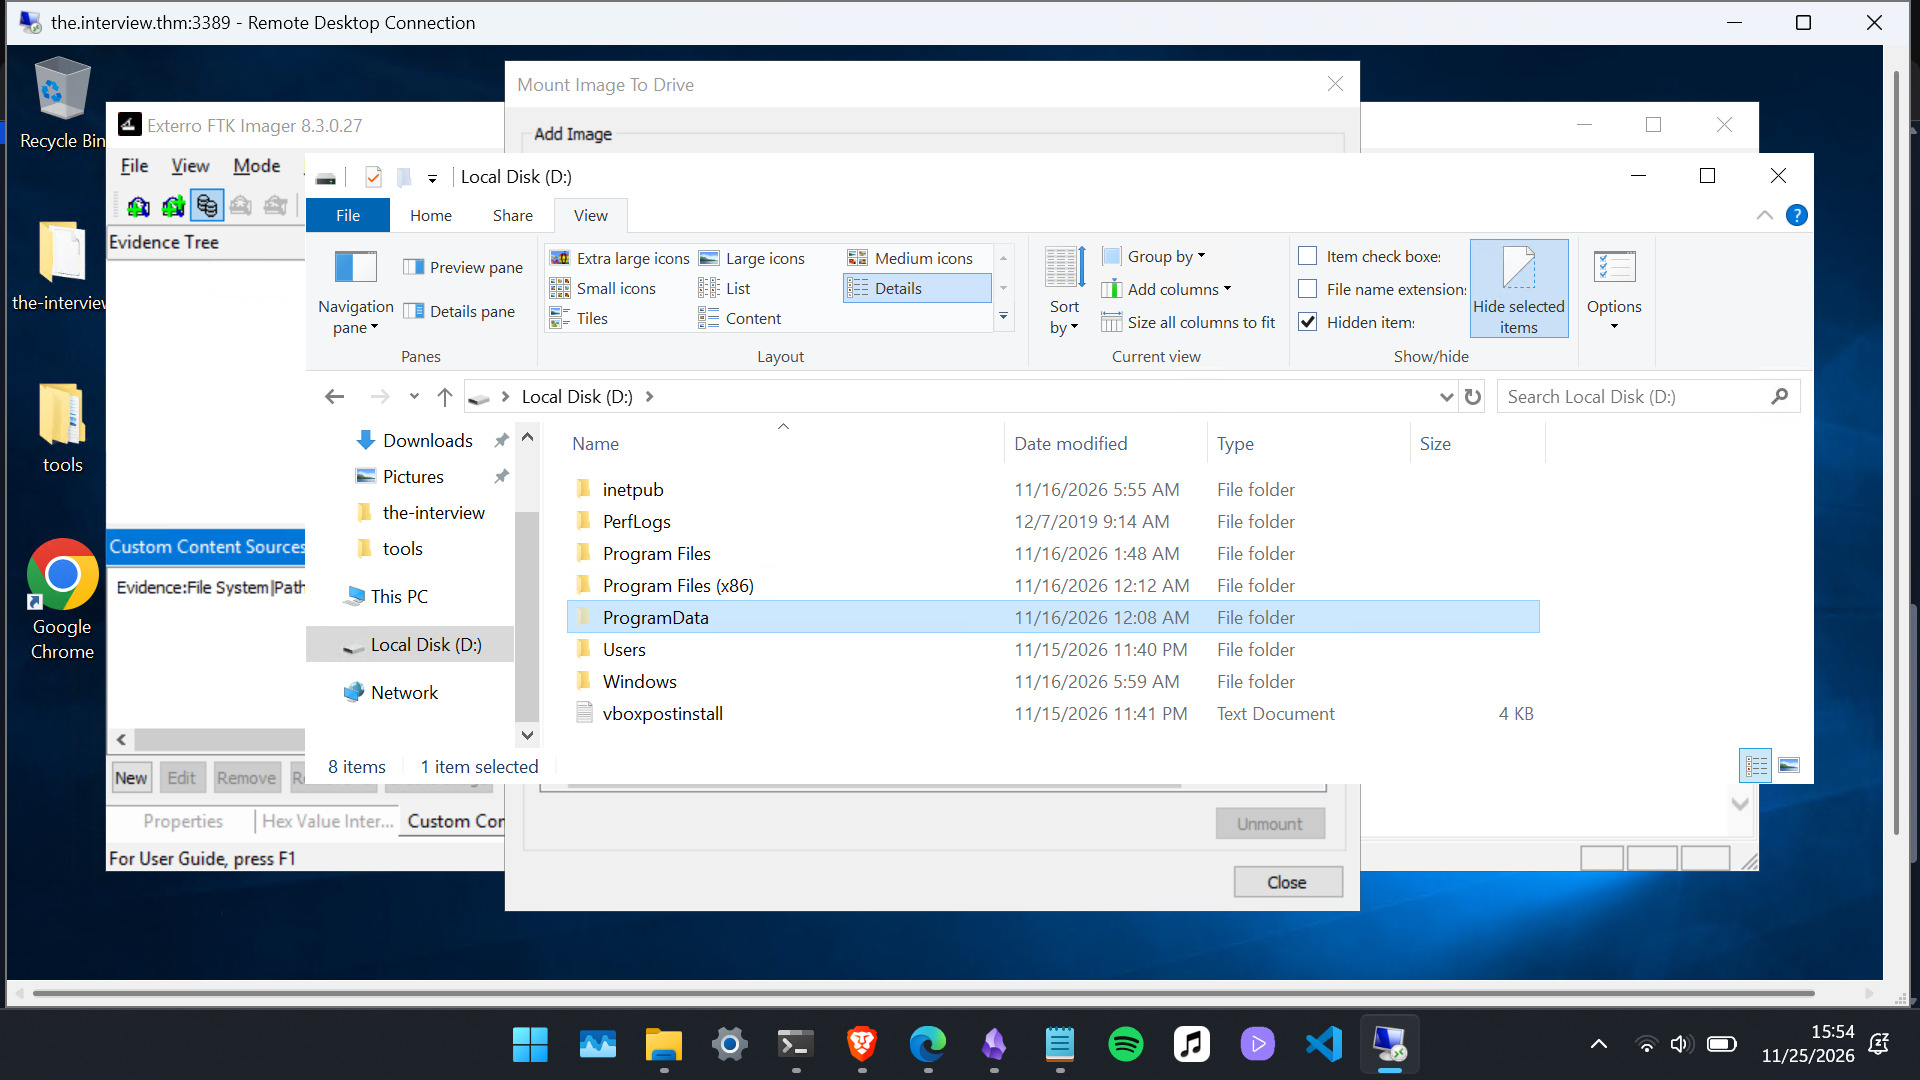 the.interview.thm:3389 - Remote Desktop Connection
Recycle Bin
the-interview
tools
Google
Chrome
Mount Image To Drive
Add Image
Exterro FTK Imager 8.3.0.27
File View Mode
Evidence Tree
Custom Content Sources
Evidence:File System|Path
New Edit Remove
Properties Hex Value Inter... Custom Con
For User Guide, press F1
Local Disk (D:)
File Home Share View
Navigation
pane
Preview pane
Details pane
Panes
Extra large icons Large icons Medium icons
Small icons List Details
Tiles Content
Layout
Sort
by
Group by
Add columns
Size all columns to fit
Current view
Item check boxes
File name extensions
Hidden items
Hide selected
items
Show/hide
Options
Local Disk (D:)
Search Local Disk (D:)
Downloads
Pictures
the-interview
tools
This PC
Local Disk (D:)
Network
Name Date modified Type Size
inetpub 11/16/2026 5:55 AM File folder
PerfLogs 12/7/2019 9:14 AM File folder
Program Files 11/16/2026 1:48 AM File folder
Program Files (x86) 11/16/2026 12:12 AM File folder
ProgramData 11/16/2026 12:08 AM File folder
Users 11/15/2026 11:40 PM File folder
Windows 11/16/2026 5:59 AM File folder
vboxpostinstall 11/15/2026 11:41 PM Text Document 4 KB
8 items 1 item selected
Unmount
Close
15:54
11/25/2026